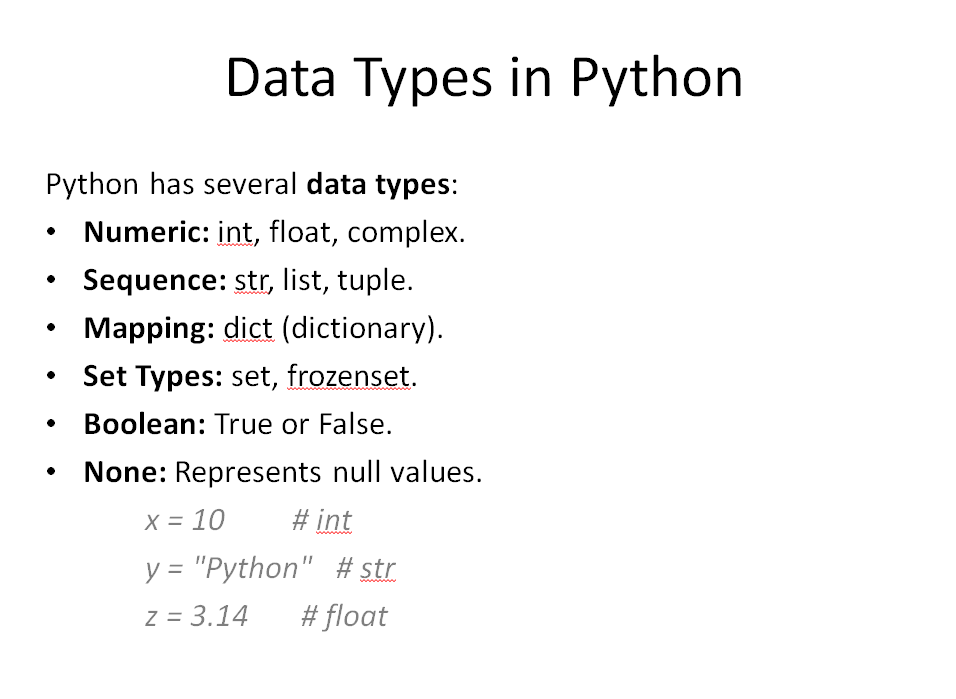 Data Types in Python
Python has several data types:
• Numeric: int, float, complex.
• Sequence: str, list, tuple.
• Mapping: dict (dictionary).
• Set Types: set, frozenset.
• Boolean: True or False.
• None: Represents null values.
x = 10 # int
y = "Python" # str
z = 3.14 # float